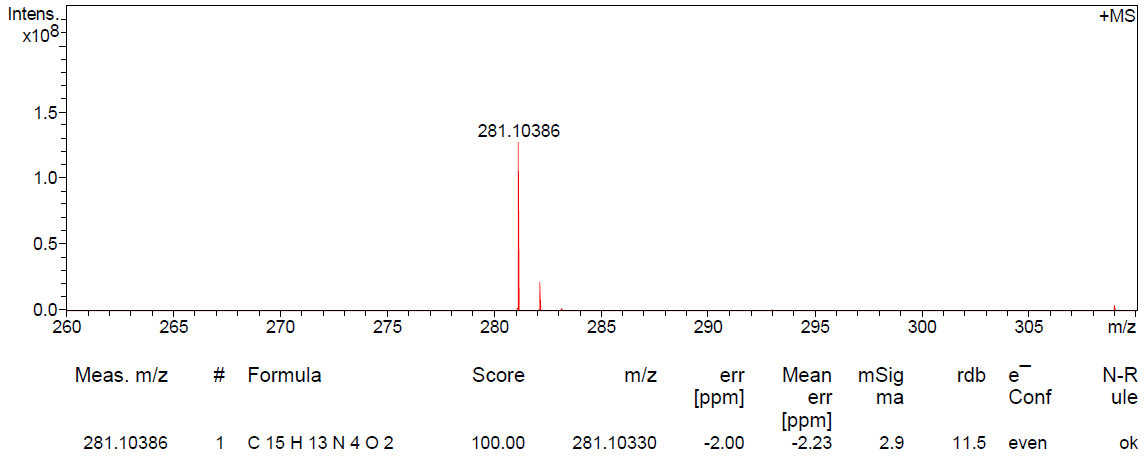 Intens.
x10⁸
+MS
281.10386
1.5
1.0
0.5
0.0
260 265 270 275 280 285 290 295 300 305 m/z
Meas. m/z # Formula Score m/z err Mean mSig rdb e⁻ N-R
[ppm] err ma Conf ule
[ppm]
281.10386 1 C 15 H 13 N 4 O 2 100.00 281.10330 -2.00 -2.23 2.9 11.5 even ok